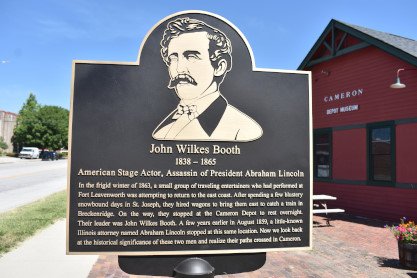 CAMERON
DEPOT MUSEUM
John Wilkes Booth
1838 – 1865
American Stage Actor, Assassin of President Abraham Lincoln
In the frigid winter of 1863, a small group of traveling entertainers who had performed at
Fort Leavenworth was attempting to return to the east coast. After spending a few blustery
snowbound days in St. Joseph, they hired wagons to bring them east to catch a train in
Breckenridge. On the way, they stopped at the Cameron Depot to rest overnight.
Their leader was John Wilkes Booth. A few years earlier in August 1859, a little-known
Illinois attorney named Abraham Lincoln stopped at this same location. Now we look back
at the historical significance of these two men and realize their paths crossed in Cameron.